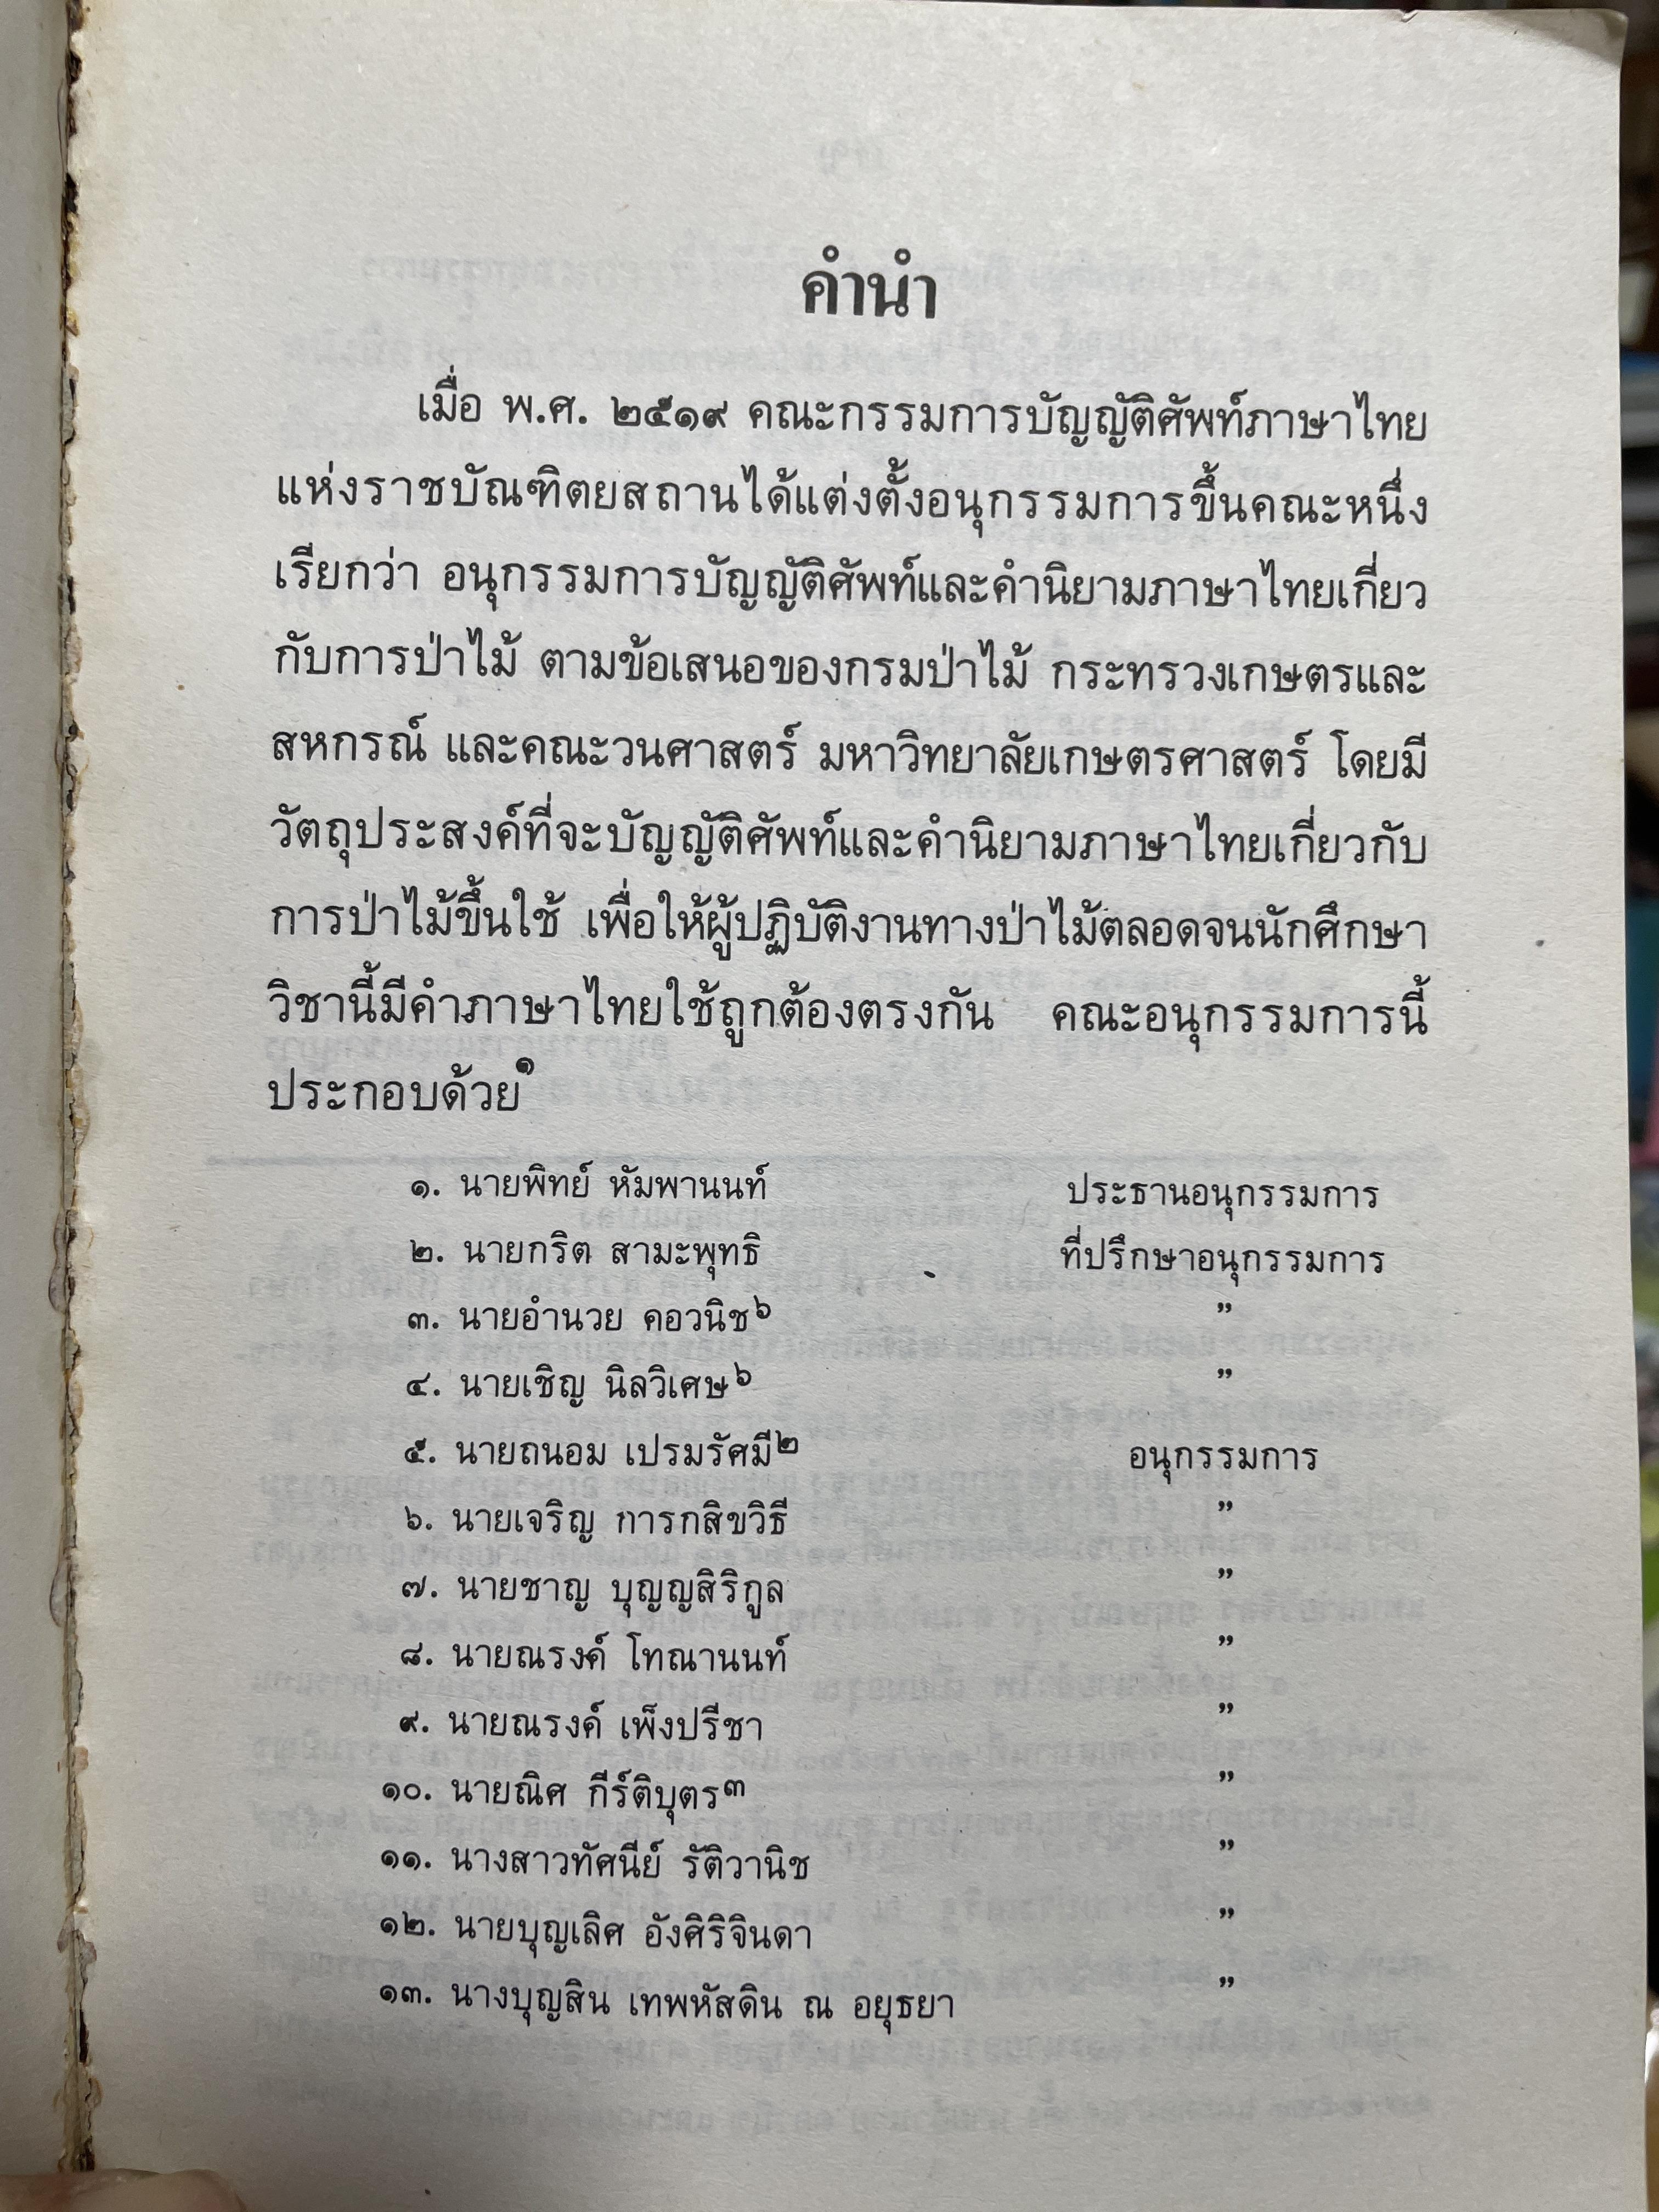 คำนำ
เมื่อ พ.ศ. ๒๕๑๙ คณะกรรมการบัญญัติศัพท์ภาษาไทย
แห่งราชบัณฑิตยสถานได้แต่งตั้งอนุกรรมการขึ้นคณะหนึ่ง
เรียกว่า อนุกรรมการบัญญัติศัพท์และคำนิยามภาษาไทยเกี่ยว
กับการป่าไม้ ตามข้อเสนอของกรมป่าไม้ กระทรวงเกษตรและ
สหกรณ์ และคณะวนศาสตร์ มหาวิทยาลัยเกษตรศาสตร์ โดยมี
วัตถุประสงค์ที่จะบัญญัติศัพท์และคำนิยามภาษาไทยเกี่ยวกับ
การป่าไม้ขึ้นใช้ เพื่อให้ผู้ปฏิบัติงานทางป่าไม้ตลอดจนนักศึกษา
วิชานี้มีคำภาษาไทยใช้ถูกต้องตรงกัน คณะอนุกรรมการนี้
ประกอบด้วย๑
๑. นายพิทย์ หัมพานนท์ ประธานอนุกรรมการ
๒. นายกริต สามะพุทธิ ที่ปรึกษาอนุกรรมการ
๓. นายอำนวย คอวนิช๖ ”
๔. นายเชิญ นิลวิเศษ๖ ”
๕. นายถนอม เปรมรัศมี๒ อนุกรรมการ
๖. นายเจริญ การกสิขวิธี ”
๗. นายชาญ บุญญสิริกูล ”
๘. นายณรงค์ โทณานนท์ ”
๙. นายณรงค์ เพ็งปรีชา ”
๑๐. นายณิศ กีร์ติบุตร๓ ”
๑๑. นางสาวทัศนีย์ รัติวานิช ”
๑๒. นายบุญเลิศ อังศิริจินดา ”
๑๓. นางบุญสิน เทพหัสดิน ณ อยุธยา ”